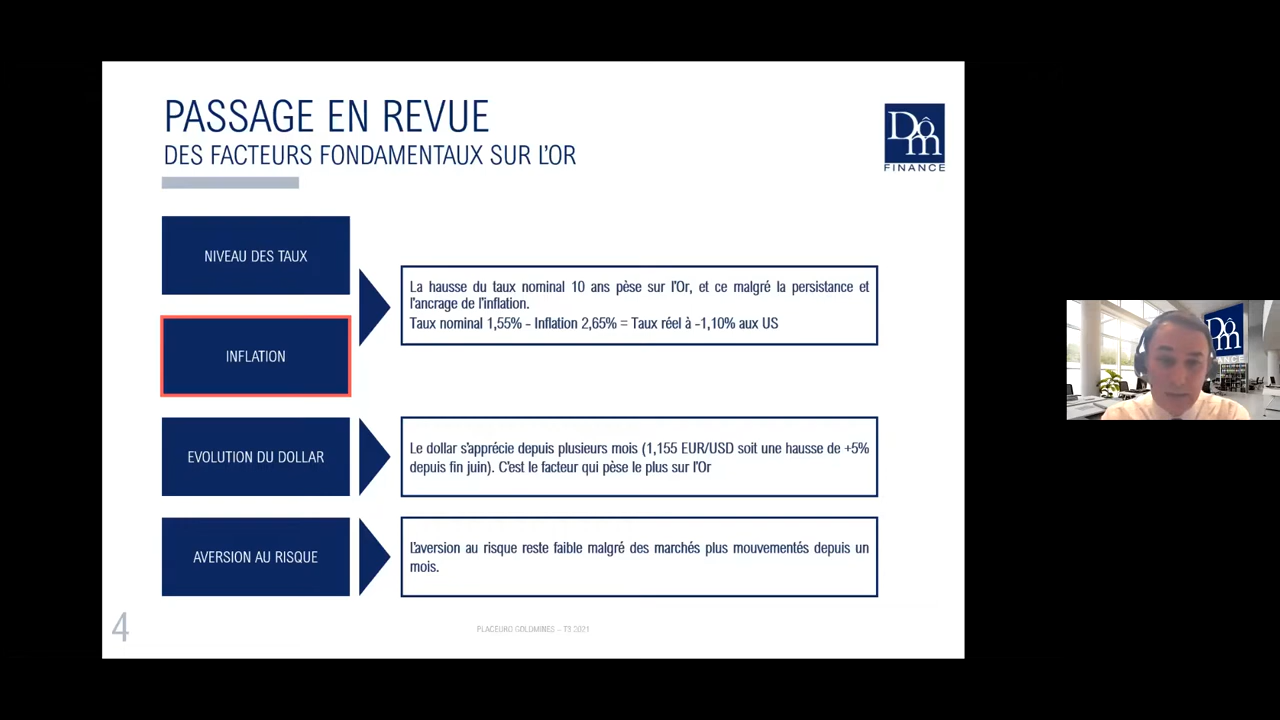 PASSAGE EN REVUE
DES FACTEURS FONDAMENTAUX SUR L'OR
Dôm
FINANCE
NIVEAU DES TAUX
La hausse du taux nominal 10 ans pèse sur l'Or, et ce malgré la persistance et
l'ancrage de l'inflation.
Taux nominal 1,55% - Inflation 2,65% = Taux réel à -1,10% aux US
INFLATION
EVOLUTION DU DOLLAR
Le dollar s'apprécie depuis plusieurs mois (1,155 EUR/USD soit une hausse de +5%
depuis fin juin). C'est le facteur qui pèse le plus sur l'Or
AVERSION AU RISQUE
L'aversion au risque reste faible malgré des marchés plus mouvementés depuis un
mois.
4
PLACEURO GOLDMINES – T3 2021
Dôm